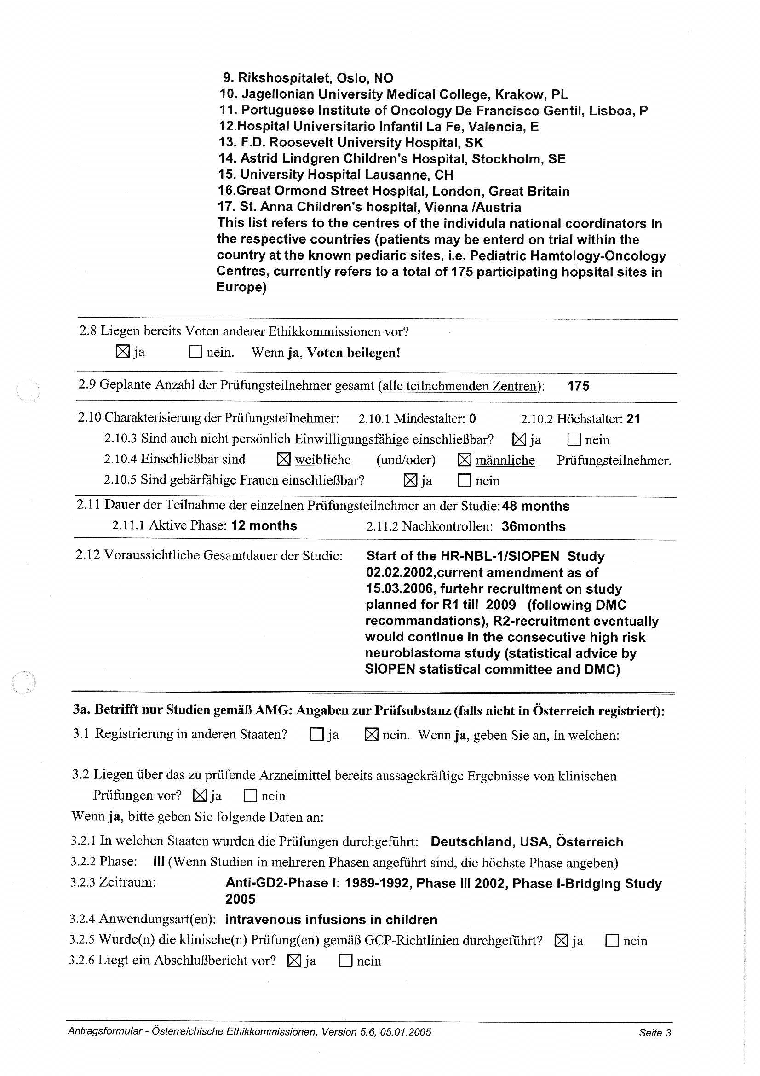 9. Rikshospitalet, Oslo, NO
10. Jagellonian University Medical College, Krakow, PL
11. Portuguese Institute of Oncology De Francisco Gentil, Lisboa, P
12.Hospital Universitario Infantil La Fe, Valencia, E
13. F.D. Roosevelt University Hospital, SK
14. Astrid Lindgren Children's Hospital, Stockholm, SE
15. University Hospital Lausanne, CH
16.Great Ormond Street Hospital, London, Great Britain
17. St. Anna Children's hospital, Vienna /Austria
This list refers to the centres of the individula national coordinators in
the respective countries (patients may be enterd on trial within the
country at the known pediaric sites, i.e. Pediatric Hamtology-Oncology
Centres, currently refers to a total of 175 participating hopsital sites in
Europe)
2.8 Liegen bereits Voten anderer Ethikkommissionen vor?
☒ ja ☐ nein. Wenn ja, Voten beilegen!
2.9 Geplante Anzahl der Prüfungsteilnehmer gesamt (alle teilnehmenden Zentren): 175
2.10 Charakterisierung der Prüfungsteilnehmer: 2.10.1 Mindestalter: 0 2.10.2 Höchstalter: 21
2.10.3 Sind auch nicht persönlich Einwilligungsfähige einschließbar? ☒ ja ☐ nein
2.10.4 Einschließbar sind ☒ weibliche (und/oder) ☒ männliche Prüfungsteilnehmer.
2.10.5 Sind gebärfähige Frauen einschließbar? ☒ ja ☐ nein
2.11 Dauer der Teilnahme der einzelnen Prüfungsteilnehmer an der Studie: 48 months
2.11.1 Aktive Phase: 12 months 2.11.2 Nachkontrollen: 36months
2.12 Voraussichtliche Gesamtdauer der Studie: Start of the HR-NBL-1/SIOPEN Study
02.02.2002,current amendment as of
15.03.2006, furtehr recruitment on study
planned for R1 till 2009 (following DMC
recommandations), R2-recruitment eventually
would continue in the consecutive high risk
neuroblastoma study (statistical advice by
SIOPEN statistical committee and DMC)
3a. Betrifft nur Studien gemäß AMG: Angaben zur Prüfsubstanz (falls nicht in Österreich registriert):
3.1 Registrierung in anderen Staaten? ☐ ja ☒ nein. Wenn ja, geben Sie an, in welchen:
3.2 Liegen über das zu prüfende Arzneimittel bereits aussagekräftige Ergebnisse von klinischen
Prüfungen vor? ☒ ja ☐ nein
Wenn ja, bitte geben Sie folgende Daten an:
3.2.1 In welchen Staaten wurden die Prüfungen durchgeführt: Deutschland, USA, Österreich
3.2.2 Phase: III (Wenn Studien in mehreren Phasen angeführt sind, die höchste Phase angeben)
3.2.3 Zeitraum: Anti-GD2-Phase I: 1989-1992, Phase III 2002, Phase I-Bridging Study
2005
3.2.4 Anwendungsart(en): intravenous infusions in children
3.2.5 Wurde(n) die klinische(n) Prüfung(en) gemäß GCP-Richtlinien durchgeführt? ☒ ja ☐ nein
3.2.6 Liegt ein Abschlußbericht vor? ☒ ja ☐ nein
Antragsformular - Österreichische Ethikkommissionen, Version 5.6, 05.01.2005 Seite 3